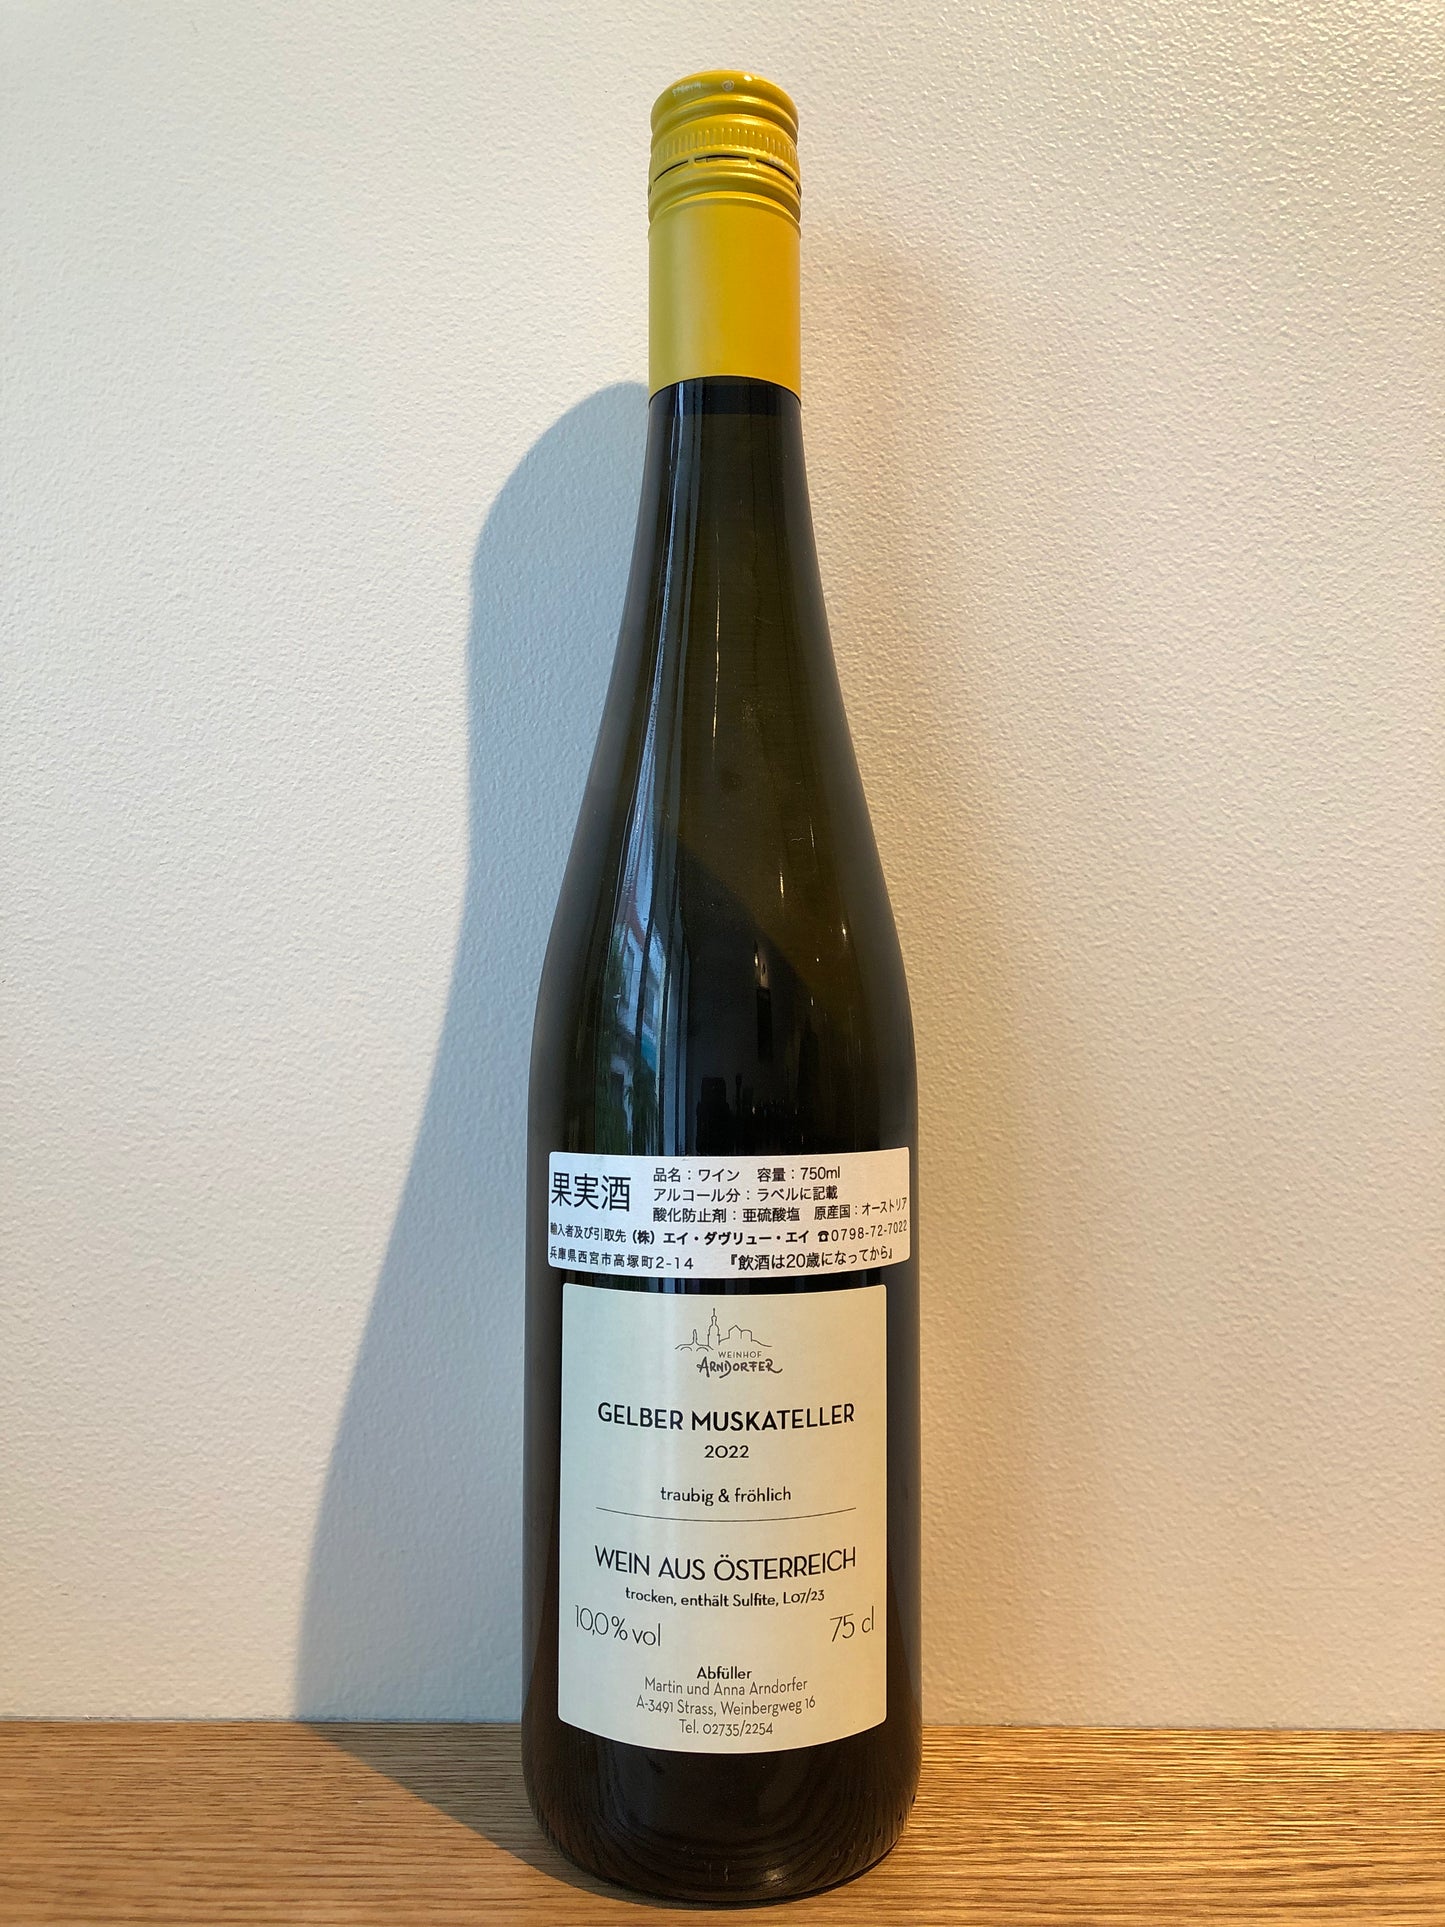 果実酒
品名：ワイン 容量：750ml
アルコール分：ラベルに記載
酸化防止剤：亜硫酸塩 原産国：オーストリア
輸入者及び引取先（株）エイ・ダヴリュー・エイ ☎0798-72-7022
兵庫県西宮市高塚町2-14 『飲酒は20歳になってから』
WEINHOF
ARNDORFER
GELBER MUSKATELLER
2022
traubig & fröhlich
WEIN AUS ÖSTERREICH
trocken, enthält Sulfite, L07/23
10,0% vol 75 cl
Abfüller
Martin und Anna Arndorfer
A-3491 Strass, Weinbergweg 16
Tel. 02735/2254